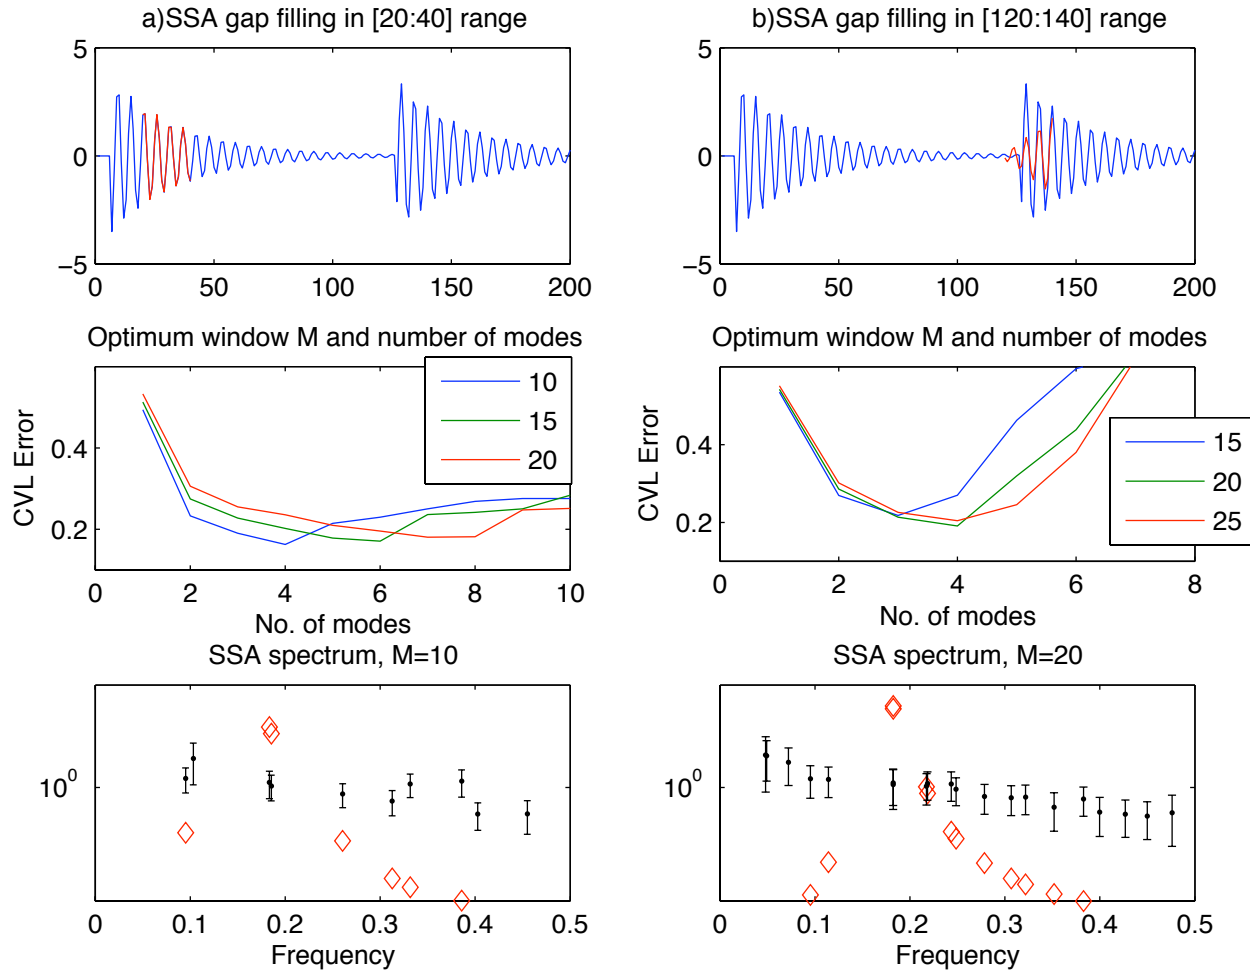 a)SSA gap filling in [20:40] range
5
0
−5
0 50 100 150 200
Optimum window M and number of modes
CVL Error
0.4
0.2
10
15
20
0 2 4 6 8 10
No. of modes
SSA spectrum, M=10
10^0
0 0.1 0.2 0.3 0.4 0.5
Frequency
b)SSA gap filling in [120:140] range
5
0
−5
0 50 100 150 200
Optimum window M and number of modes
CVL Error
0.4
0.2
15
20
25
0 2 4 6 8
No. of modes
SSA spectrum, M=20
10^0
0 0.1 0.2 0.3 0.4 0.5
Frequency